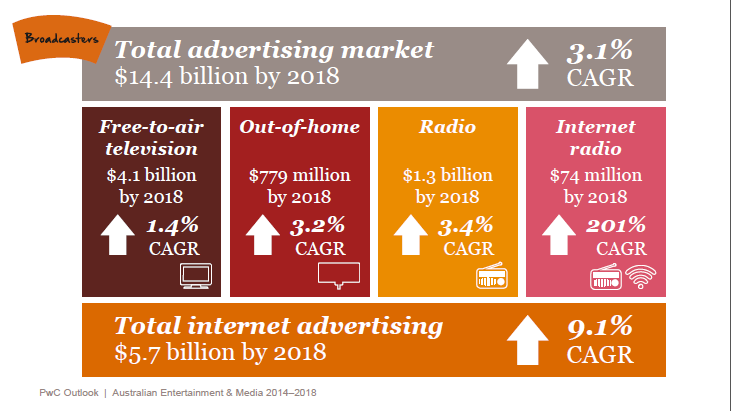 Broadcasters
Total advertising market
$14.4 billion by 2018
3.1%
CAGR
Free-to-air
television
$4.1 billion
by 2018
1.4%
CAGR
Out-of-home
$779 million
by 2018
3.2%
CAGR
Radio
$1.3 billion
by 2018
3.4%
CAGR
Internet
radio
$74 million
by 2018
201%
CAGR
Total internet advertising
$5.7 billion by 2018
9.1%
CAGR
PwC Outlook | Australian Entertainment & Media 2014–2018